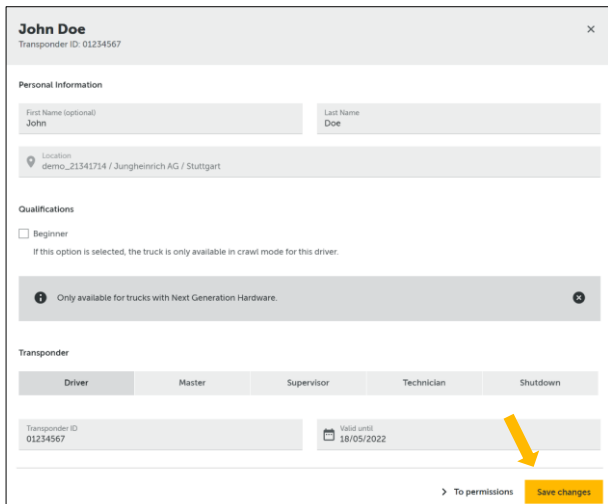 John Doe
Transponder ID: 01234567
Personal Information
First Name (optional)
John
Last Name
Doe
Location
demo_21341714 / Jungheinrich AG / Stuttgart
Qualifications
Beginner
If this option is selected, the truck is only available in crawl mode for this driver.
Only available for trucks with Next Generation Hardware.
Transponder
Driver Master Supervisor Technician Shutdown
Transponder ID
01234567
Valid until
18/05/2022
To permissions Save changes